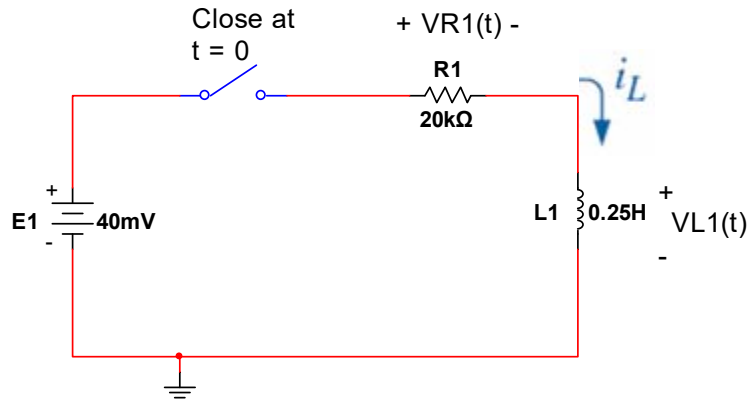 Close at
t = 0
+ VR1(t) -
R1
20kΩ
iL
+
E1
40mV
-
L1
0.25H
+
VL1(t)
-